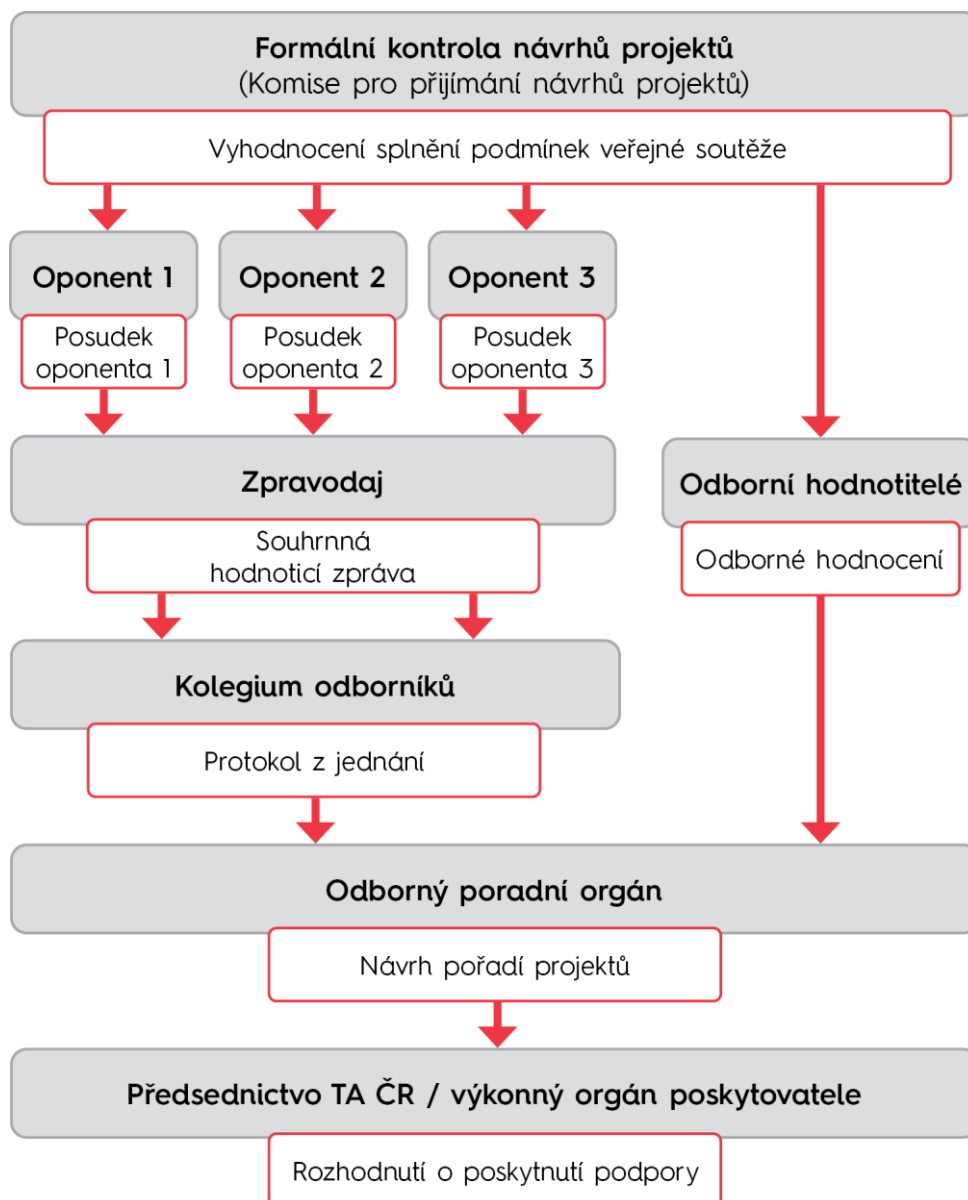 Formální kontrola návrhů projektů
(Komise pro přijímání návrhů projektů)
Vyhodnocení splnění podmínek veřejné soutěže
Oponent 1
Oponent 2
Oponent 3
Posudek
oponenta 1
Posudek
oponenta 2
Posudek
oponenta 3
Zpravodaj
Odborní hodnotitelé
Souhrnná
hodnoticí zpráva
Odborné hodnocení
Kolegium odborníků
Protokol z jednání
Odborný poradní orgán
Návrh pořadí projektů
Předsednictvo TA ČR / výkonný orgán poskytovatele
Rozhodnutí o poskytnutí podpory